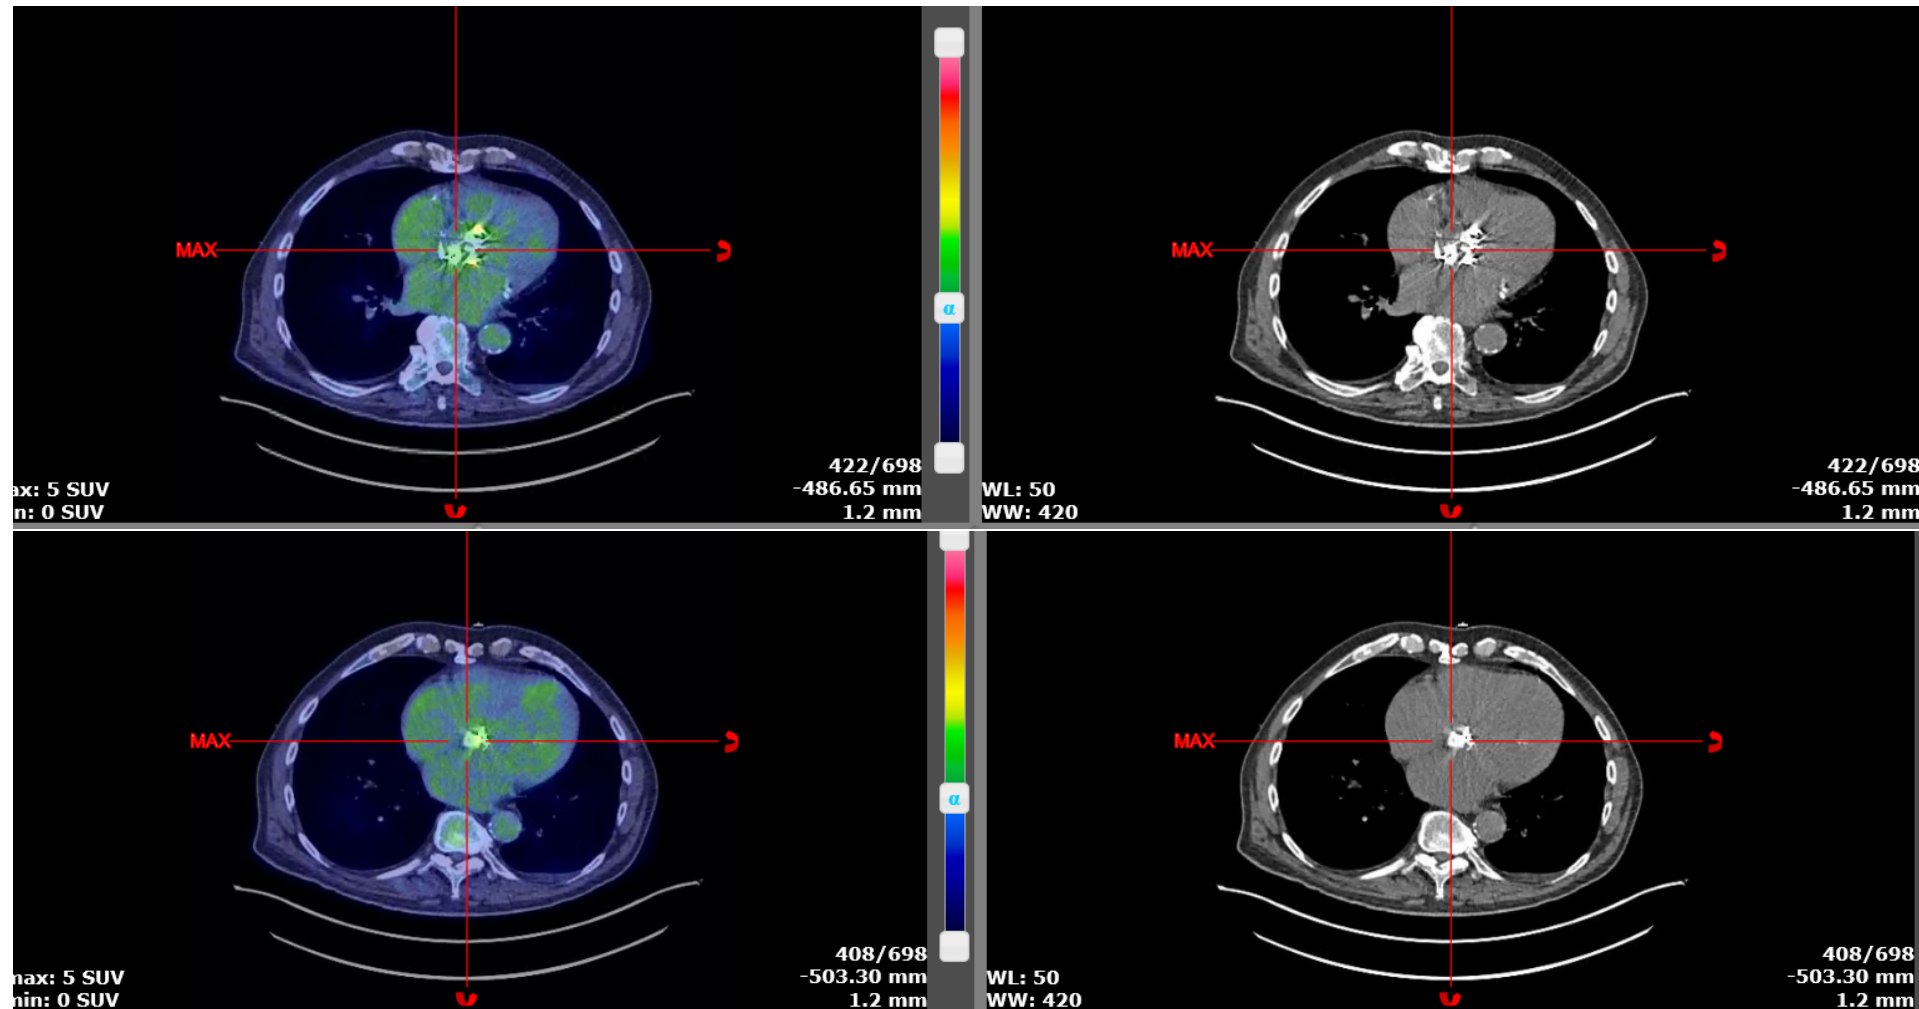 MAX
α
422/698
-486.65 mm
1.2 mm
ax: 5 SUV
n: 0 SUV
MAX
WL: 50
WW: 420
422/698
-486.65 mm
1.2 mm
MAX
α
408/698
-503.30 mm
1.2 mm
max: 5 SUV
min: 0 SUV
MAX
WL: 50
WW: 420
408/698
-503.30 mm
1.2 mm